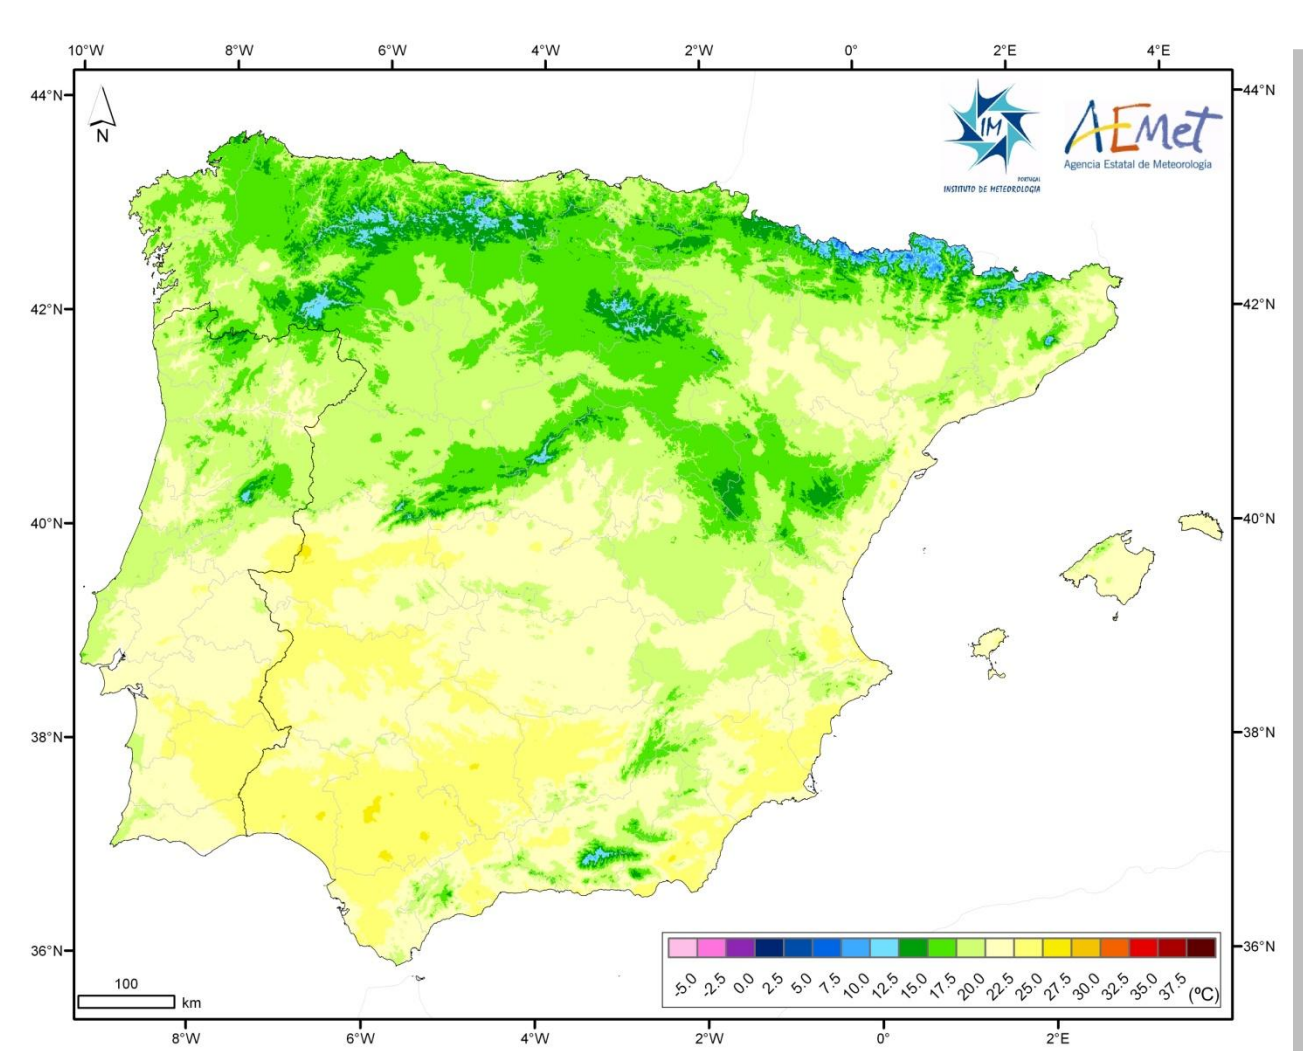 10°W 8°W 6°W 4°W 2°W 0° 2°E 4°E
44°N 44°N
N
IM
AEMet
Agencia Estatal de Meteorología
PORTUGAL
INSTITUTO DE METEOROLOGIA
42°N 42°N
40°N 40°N
38°N 38°N
36°N 36°N
-5.0 -2.5 0.0 2.5 5.0 7.5 10.0 12.5 15.0 17.5 20.0 22.5 25.0 27.5 30.0 32.5 35.0 37.5 (ºC)
100
km
8°W 6°W 4°W 2°W 0° 2°E